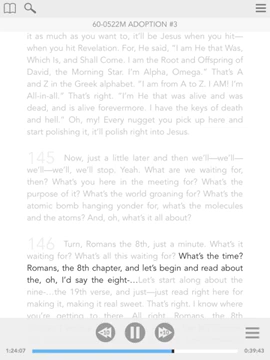 60-0522M ADOPTION #3
it as much as you want to, it'll be Jesus when you hit—
when you hit Revelation. For, He said, "I am He that Was,
Which Is, and Shall Come. I am the Root and Offspring of
David, the Morning Star. I'm Alpha, Omega." That's A
and Z in the Greek alphabet. "I am from A to Z. I AM! I'm
All-in-all." That's right. "I'm He that was alive and was
dead, and is alive forevermore. I have the keys of death
and hell." Oh, my! Every nugget you pick up here and
start polishing it, it'll polish right into Jesus.
145 Now, just a little later and then we'll—we'll—
we'll—we'll, we'll stop. Yeah. What are we waiting for,
then? What's you here in the meeting for? What's the
purpose of it? What's the world groaning for? What's the
atomic bomb hanging yonder for, what's the molecules
and the atoms? And, oh, what's it all about?
146 Turn, Romans the 8th, just a minute. What's it
waiting for? What's all this waiting for? What's the time?
Romans, the 8th chapter, and let's begin and read about
the, oh, I'd say the eight-…Let's start along about the
nine-…the 19th verse, and just—just read right here for
making it, making it real sweet. That's right. I know where
you're getting to there. All right. Romans, the 8th
1:24:07
0:39:43